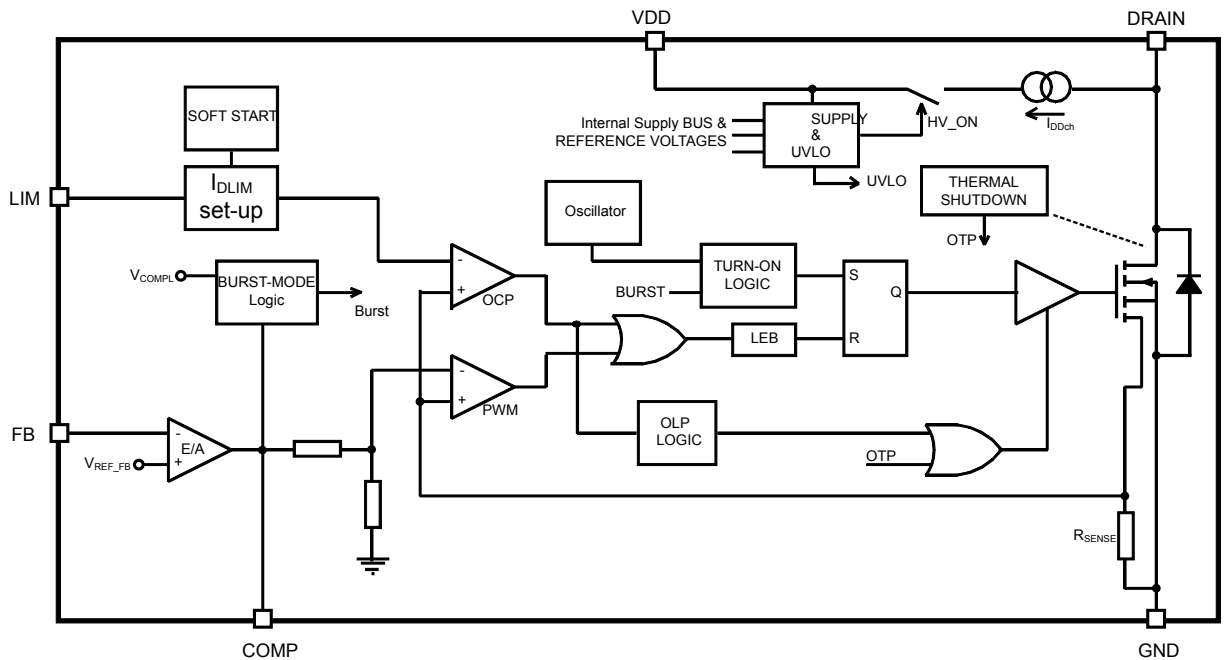 VDD
DRAIN
SOFT START
Internal Supply BUS &
REFERENCE VOLTAGES
SUPPLY
&
UVLO
HV_ON
IDDch
UVLO
LIM
IDLIM
set-up
Oscillator
THERMAL
SHUTDOWN
OTP
VCOMPL
BURST-MODE
Logic
Burst
-
+
OCP
TURN-ON
LOGIC
BURST
S
Q
R
LEB
-
+
PWM
FB
-
E/A
+
VREF_FB
OLP
LOGIC
OTP
RSENSE
COMP
GND